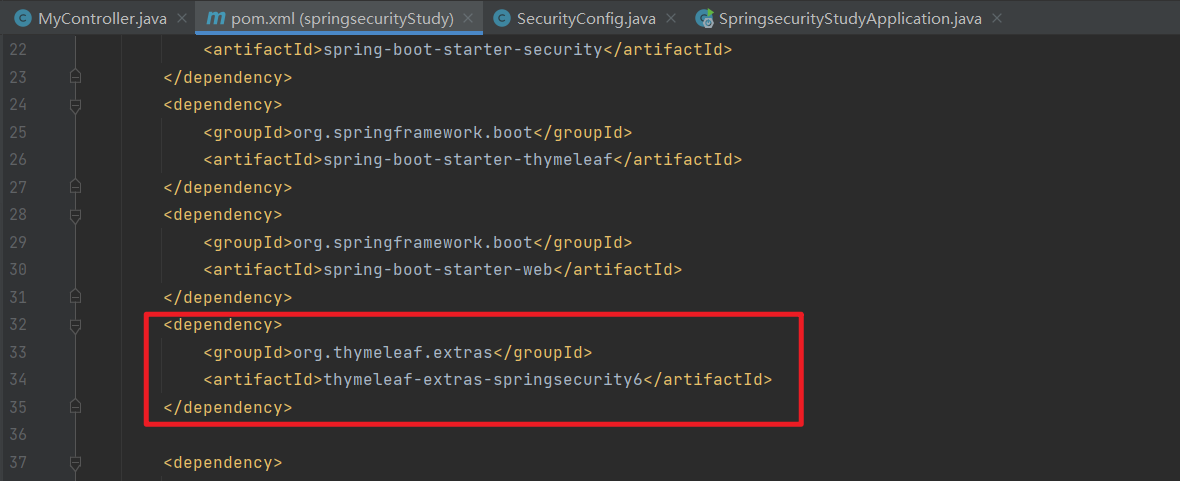 MyController.java
pom.xml (springsecurityStudy)
SecurityConfig.java
SpringsecurityStudyApplication.java
22 <artifactId>spring-boot-starter-security</artifactId>
23 </dependency>
24 <dependency>
25 <groupId>org.springframework.boot</groupId>
26 <artifactId>spring-boot-starter-thymeleaf</artifactId>
27 </dependency>
28 <dependency>
29 <groupId>org.springframework.boot</groupId>
30 <artifactId>spring-boot-starter-web</artifactId>
31 </dependency>
32 <dependency>
33 <groupId>org.thymeleaf.extras</groupId>
34 <artifactId>thymeleaf-extras-springsecurity6</artifactId>
35 </dependency>
36
37 <dependency>